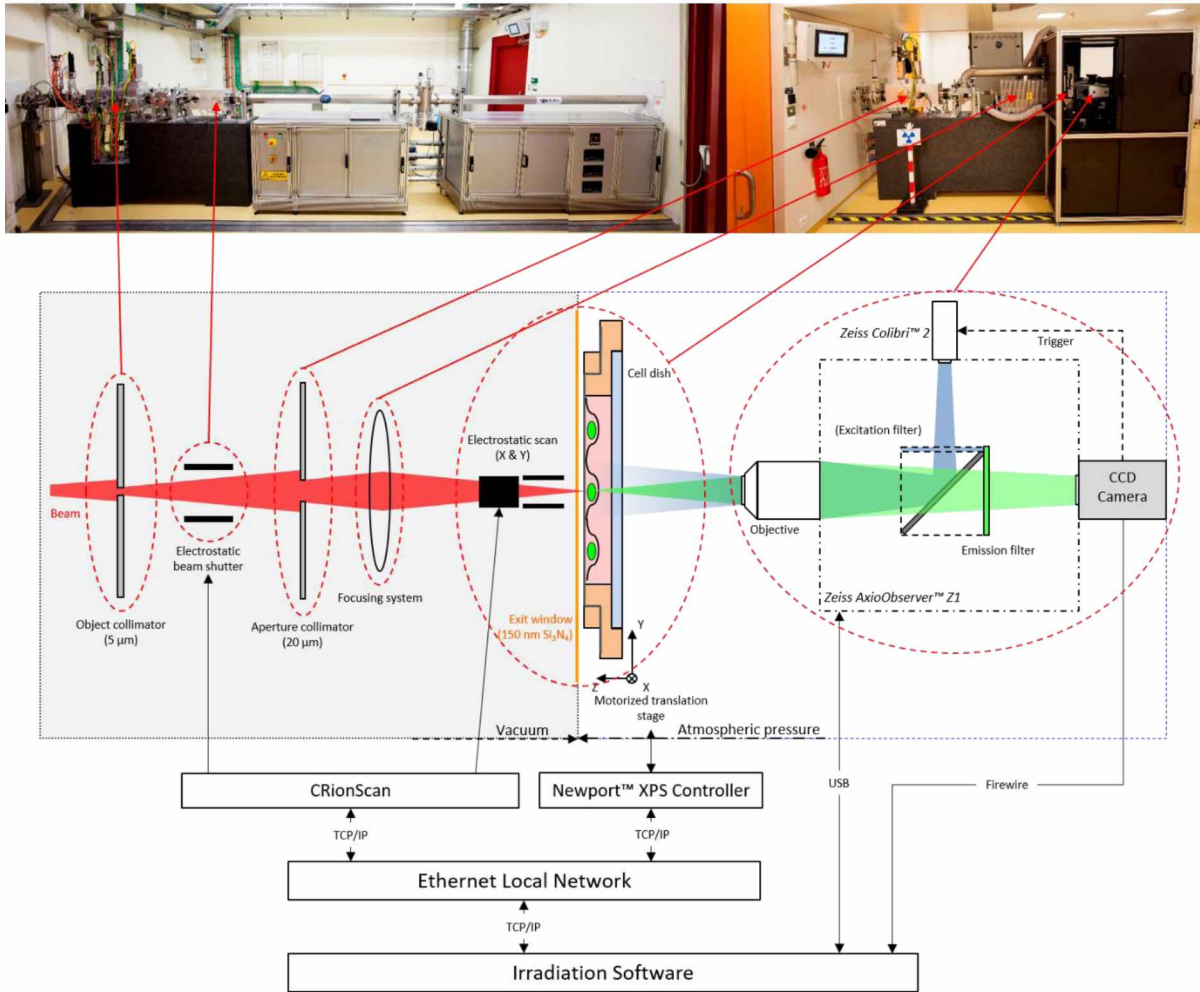 Zeiss Colibri™ 2
Trigger
Cell dish
(Excitation filter)
Electrostatic scan
(X & Y)
CCD
Camera
Beam
Objective
Emission filter
Electrostatic
beam shutter
Focusing system
Zeiss AxioObserver™ Z1
Object collimator
(5 µm)
Aperture collimator
(20 µm)
Exit window
(150 nm Si₃N₄)
Y
Z
X
Motorized translation
stage
Vacuum
Atmospheric pressure
CRionScan
Newport™ XPS Controller
USB
Firewire
TCP/IP
TCP/IP
Ethernet Local Network
TCP/IP
Irradiation Software